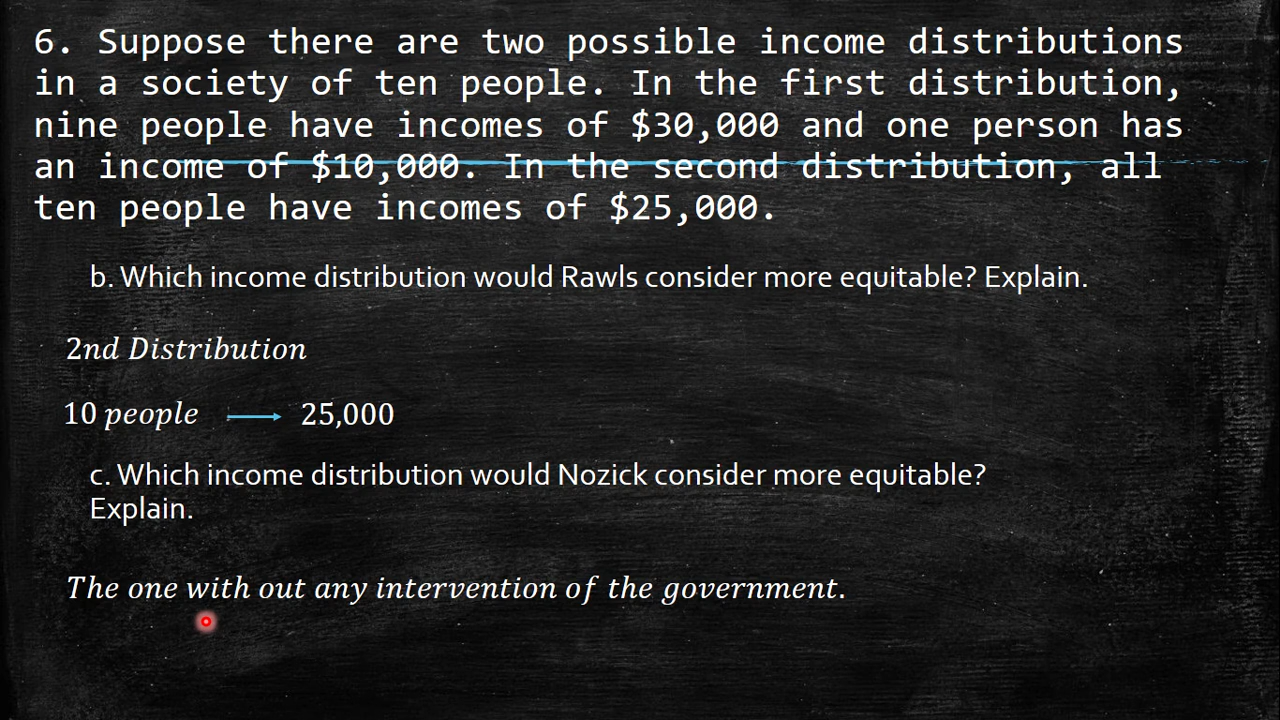 6. Suppose there are two possible income distributions
in a society of ten people. In the first distribution,
nine people have incomes of $30,000 and one person has
an income of $10,000. In the second distribution, all
ten people have incomes of $25,000.
b. Which income distribution would Rawls consider more equitable? Explain.
2nd Distribution
10 people ⟶ 25,000
c. Which income distribution would Nozick consider more equitable?
Explain.
The one with out any intervention of the government.